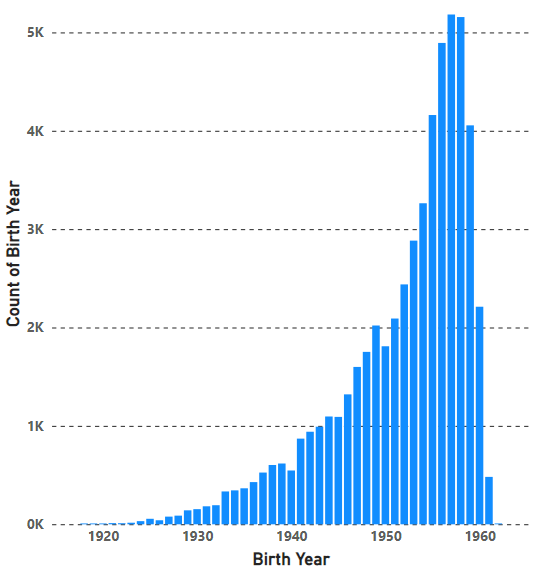 5K
4K
3K
2K
1K
0K
Count of Birth Year
1920 1930 1940 1950 1960
Birth Year